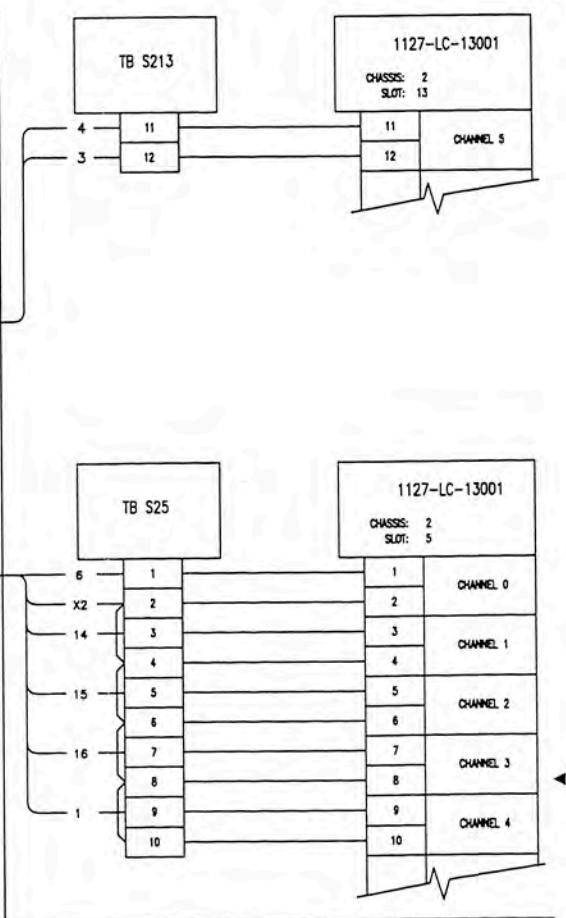 TB S213
1127-LC-13001
CHASSIS: 2
SLOT: 13
4 11 11 CHANNEL 5
3 12 12
TB S25
1127-LC-13001
CHASSIS: 2
SLOT: 5
6 1 1 CHANNEL 0
X2 2 2
14 3 3 CHANNEL 1
4 4
15 5 5 CHANNEL 2
6 6
16 7 7 CHANNEL 3
8 8
1 9 9 CHANNEL 4
10 10